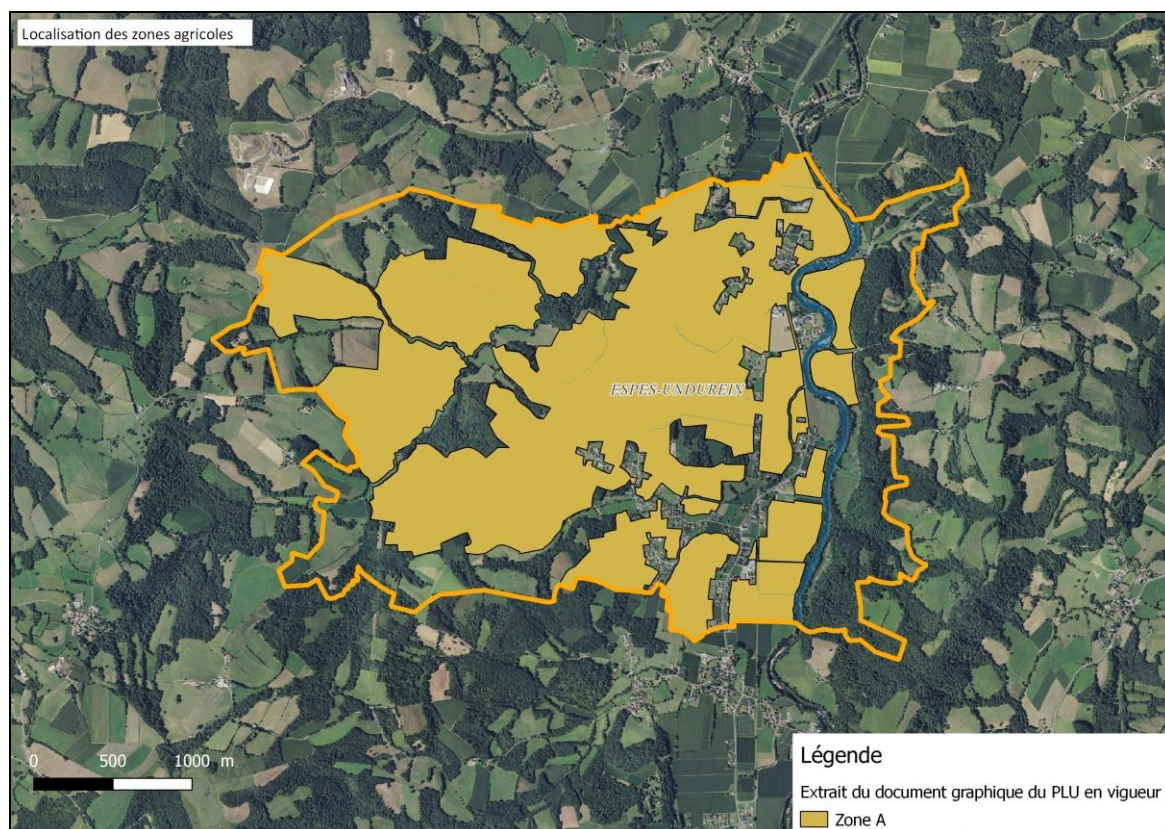 Localisation des zones agricoles
ESPES-UNDUREIN
0 500 1000 m
Légende
Extrait du document graphique du PLU en vigueur
Zone A